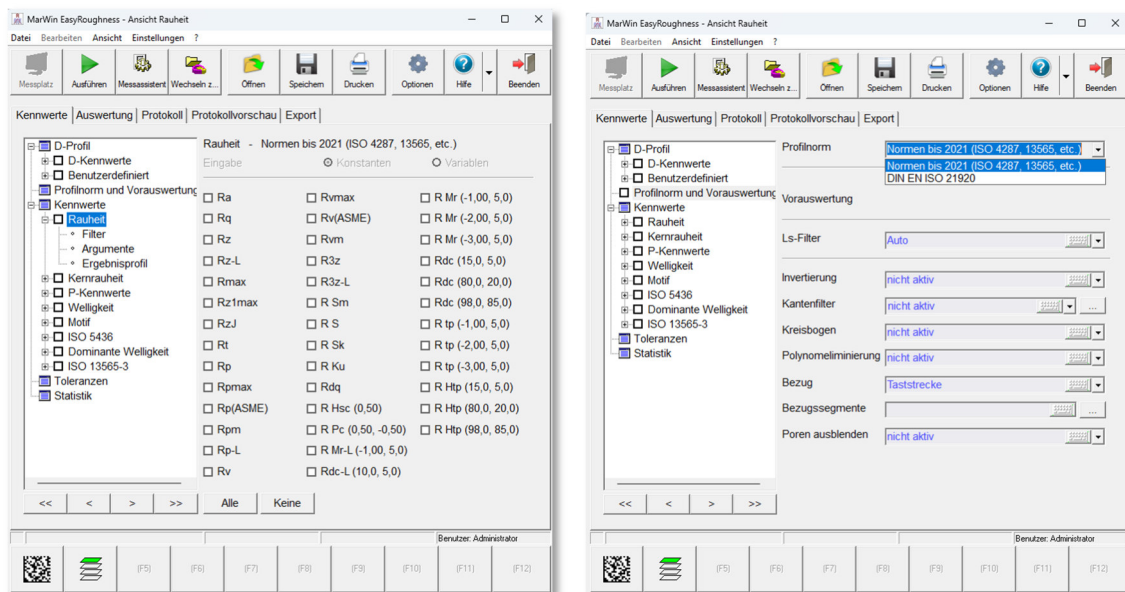 MarWin EasyRoughness - Ansicht Rauheit
Datei Bearbeiten Ansicht Einstellungen ?
Messplatz Ausführen Messassistent Wechseln z... Öffnen Speichern Drucken Optionen Hilfe Beenden
Kennwerte Auswertung Protokoll Protokollvorschau Export
D-Profil
D-Kennwerte
Benutzerdefiniert
Profilnorm und Vorauswertung
Kennwerte
Rauheit
Filter
Argumente
Ergebnisprofil
Kernrauheit
P-Kennwerte
Welligkeit
Motif
ISO 5436
Dominante Welligkeit
ISO 13565-3
Toleranzen
Statistik
Rauheit - Normen bis 2021 (ISO 4287, 13565, etc.)
Eingabe Konstanten Variablen
Ra Rvmax R Mr (-1,00, 5,0)
Rq Rv(ASME) R Mr (-2,00, 5,0)
Rz Rvm R Mr (-3,00, 5,0)
Rz-L R3z Rdc (15,0, 5,0)
Rmax R3z-L Rdc (80,0, 20,0)
Rz1max R Sm Rdc (98,0, 85,0)
RzJ R S R tp (-1,00, 5,0)
Rt R Sk R tp (-2,00, 5,0)
Rp R Ku R tp (-3,00, 5,0)
Rpmax Rdq R Htp (15,0, 5,0)
Rp(ASME) R Hsc (0,50) R Htp (80,0, 20,0)
Rpm R Pc (0,50, -0,50) R Htp (98,0, 85,0)
Rp-L R Mr-L (-1,00, 5,0)
Rv Rdc-L (10,0, 5,0)
<< < > >> Alle Keine
Benutzer: Administrator
(F5) (F6) (F7) (F8) (F9) (F10) (F11) (F12)
MarWin EasyRoughness - Ansicht Rauheit
Datei Bearbeiten Ansicht Einstellungen ?
Messplatz Ausführen Messassistent Wechseln z... Öffnen Speichern Drucken Optionen Hilfe Beenden
Kennwerte Auswertung Protokoll Protokollvorschau Export
D-Profil
D-Kennwerte
Benutzerdefiniert
Profilnorm und Vorauswertung
Kennwerte
Rauheit
Kernrauheit
P-Kennwerte
Welligkeit
Motif
ISO 5436
Dominante Welligkeit
ISO 13565-3
Toleranzen
Statistik
Profilnorm Normen bis 2021 (ISO 4287, 13565, etc.)
Normen bis 2021 (ISO 4287, 13565, etc.)
DIN EN ISO 21920
Vorauswertung
Ls-Filter Auto
Invertierung nicht aktiv
Kantenfilter nicht aktiv ...
Kreisbogen nicht aktiv
Polynomeliminierung nicht aktiv
Bezug Taststrecke
Bezugssegmente ...
Poren ausblenden nicht aktiv
<< < > >>
Benutzer: Administrator
(F5) (F6) (F7) (F8) (F9) (F10) (F11) (F12)